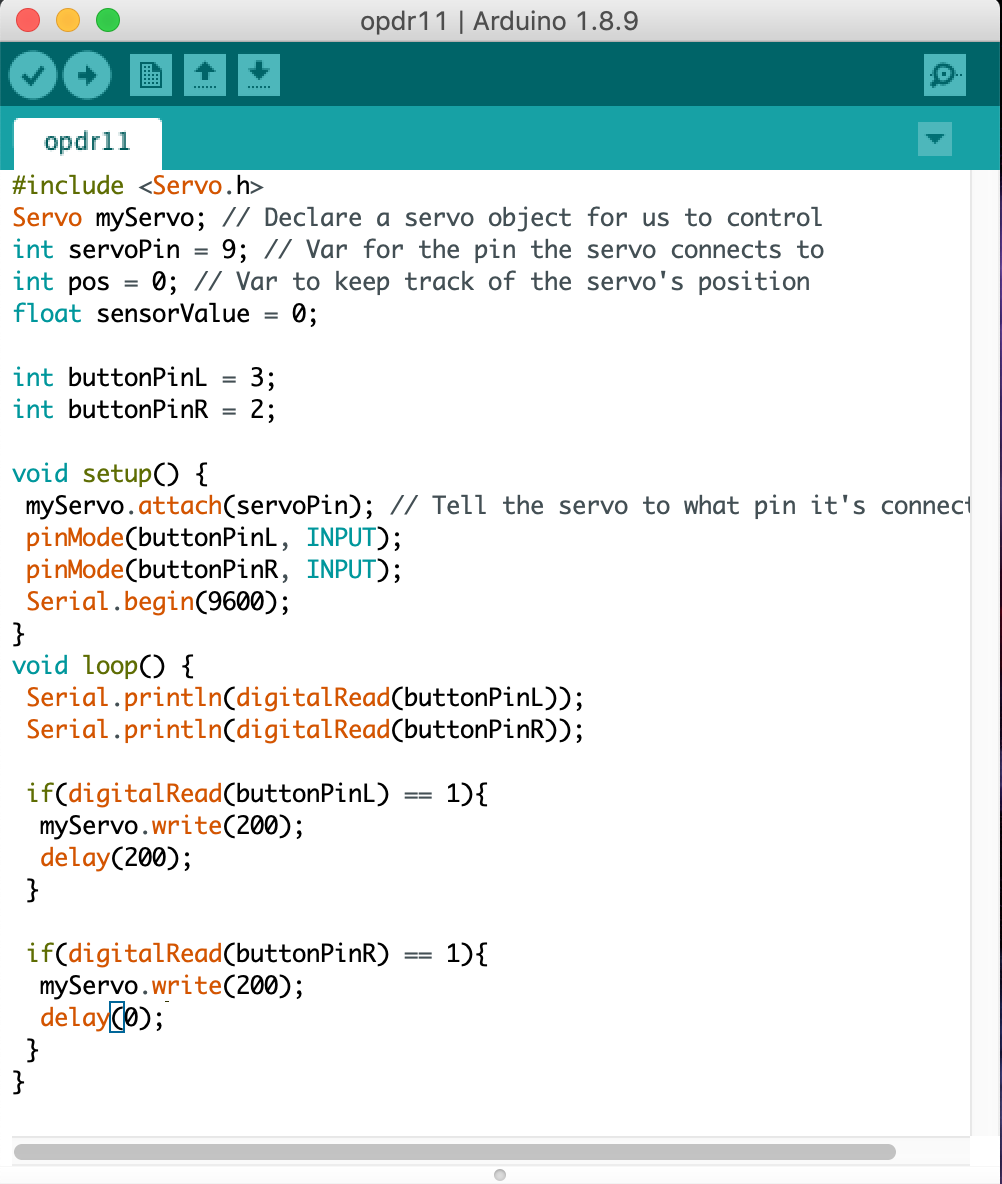 opdr11 | Arduino 1.8.9
opdr11
#include <Servo.h>
Servo myServo; // Declare a servo object for us to control
int servoPin = 9; // Var for the pin the servo connects to
int pos = 0; // Var to keep track of the servo's position
float sensorValue = 0;

int buttonPinL = 3;
int buttonPinR = 2;

void setup() {
 myServo.attach(servoPin); // Tell the servo to what pin it's connect
 pinMode(buttonPinL, INPUT);
 pinMode(buttonPinR, INPUT);
 Serial.begin(9600);
}
void loop() {
 Serial.println(digitalRead(buttonPinL));
 Serial.println(digitalRead(buttonPinR));

 if(digitalRead(buttonPinL) == 1){
  myServo.write(200);
  delay(200);
 }

 if(digitalRead(buttonPinR) == 1){
  myServo.write(200);
  delay(0);
 }
}